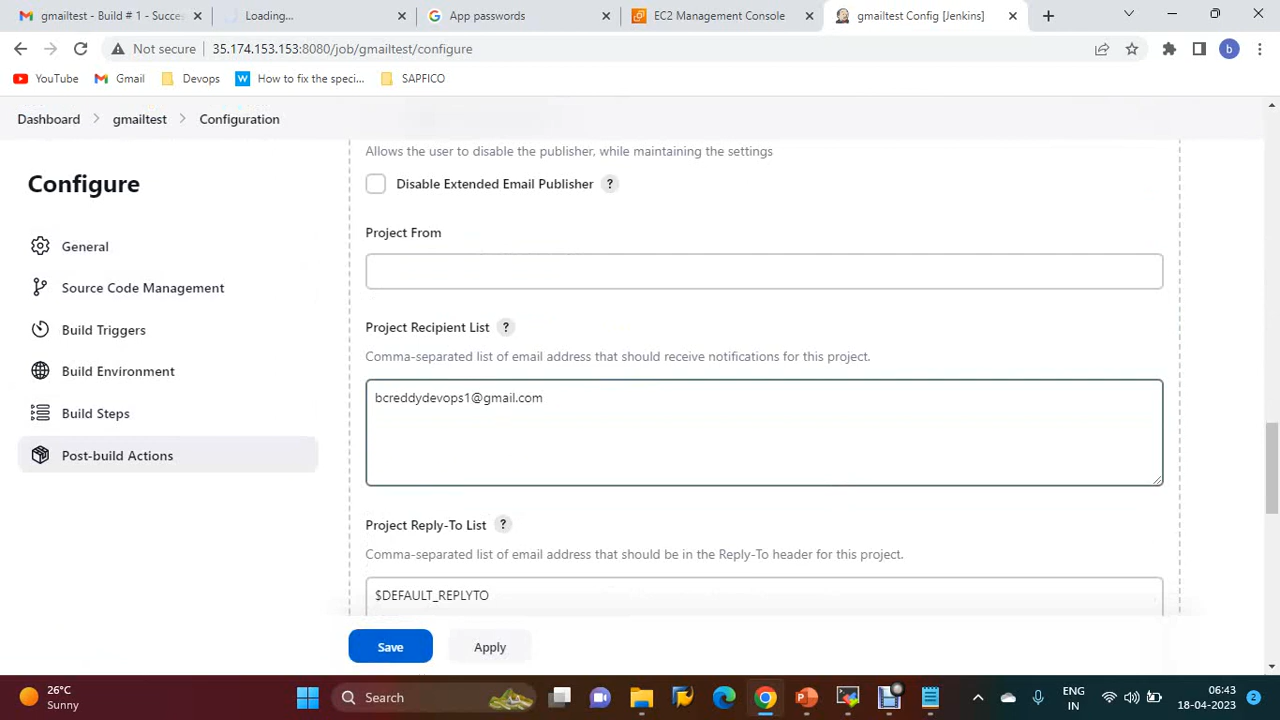 gmailtest - Build # 1 - Succe
Loading...
App passwords
EC2 Management Console
gmailtest Config [Jenkins]
Not secure
35.174.153.153:8080/job/gmailtest/configure
b
YouTube
Gmail
Devops
W
How to fix the speci...
SAPFICO
Dashboard
gmailtest
Configuration
Configure
General
Source Code Management
Build Triggers
Build Environment
Build Steps
Post-build Actions
Allows the user to disable the publisher, while maintaining the settings
Disable Extended Email Publisher ?
Project From
Project Recipient List ?
Comma-separated list of email address that should receive notifications for this project.
bcreddydevops1@gmail.com
Project Reply-To List ?
Comma-separated list of email address that should be in the Reply-To header for this project.
$DEFAULT_REPLYTO
Save
Apply
26°C
Sunny
Search
ENG
IN
06:43
18-04-2023
2